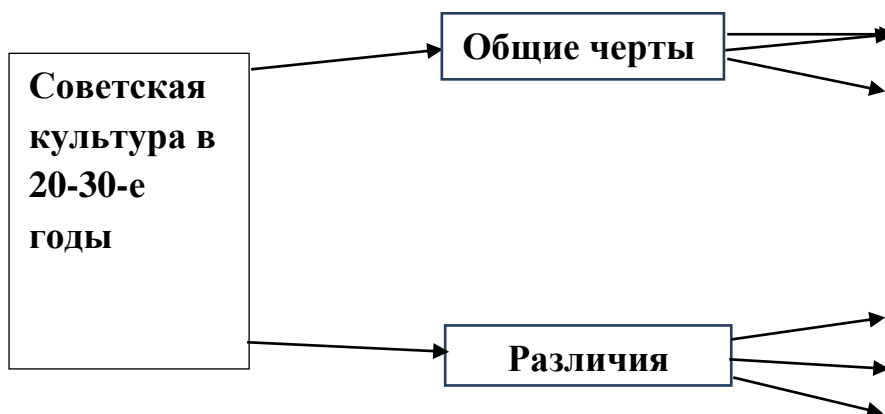 Общие черты
Советская
культура в
20-30-е
годы
Различия